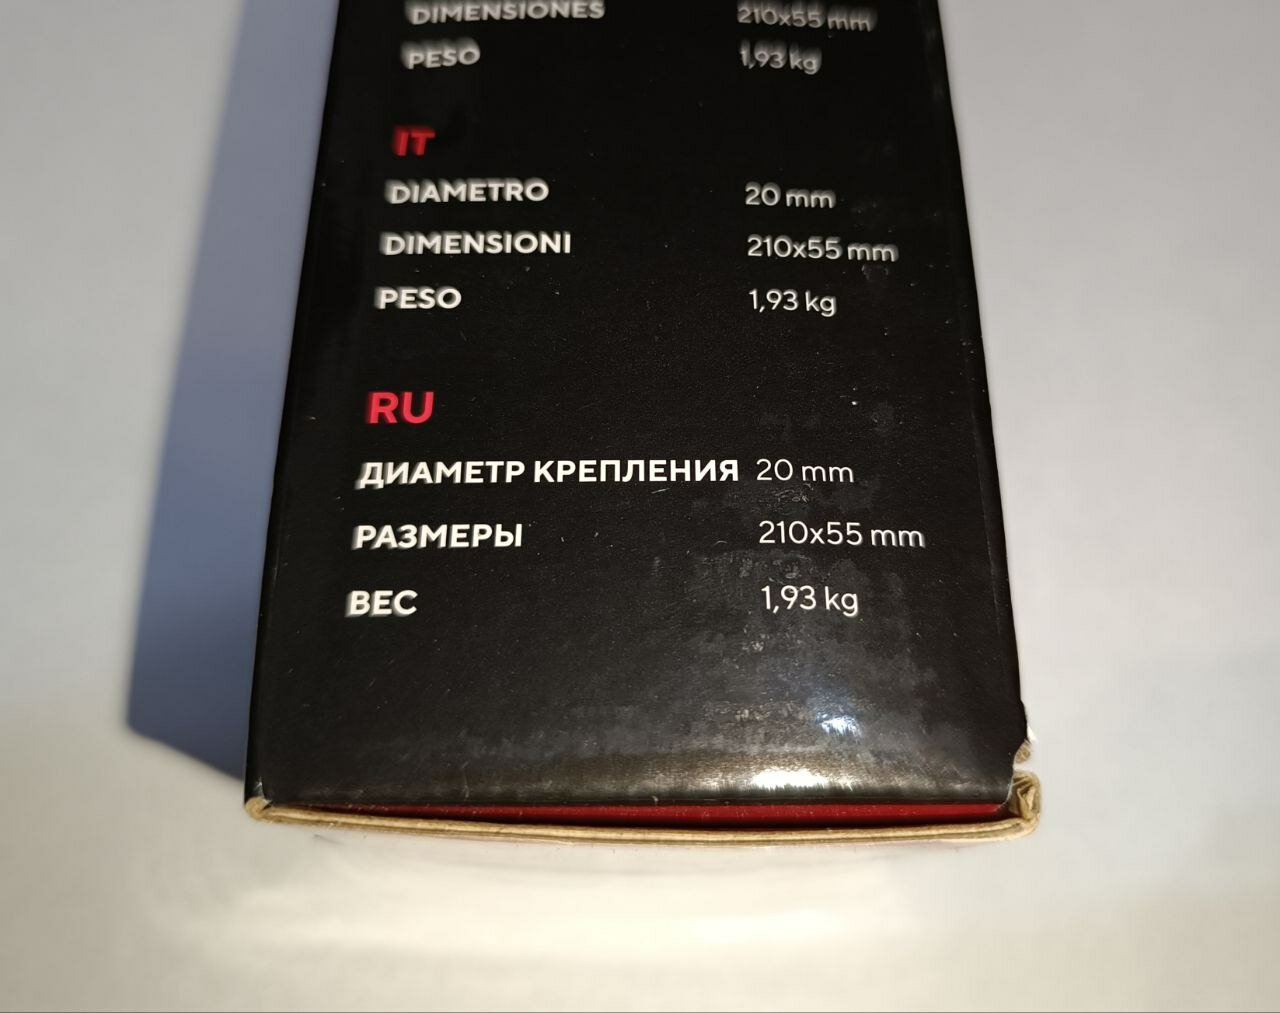 DIMENSIONES 210x55 mm
PESO 1,93 kg
IT
DIAMETRO 20 mm
DIMENSIONI 210x55 mm
PESO 1,93 kg
RU
ДИАМЕТР КРЕПЛЕНИЯ 20 mm
РАЗМЕРЫ 210x55 mm
ВЕС 1,93 kg